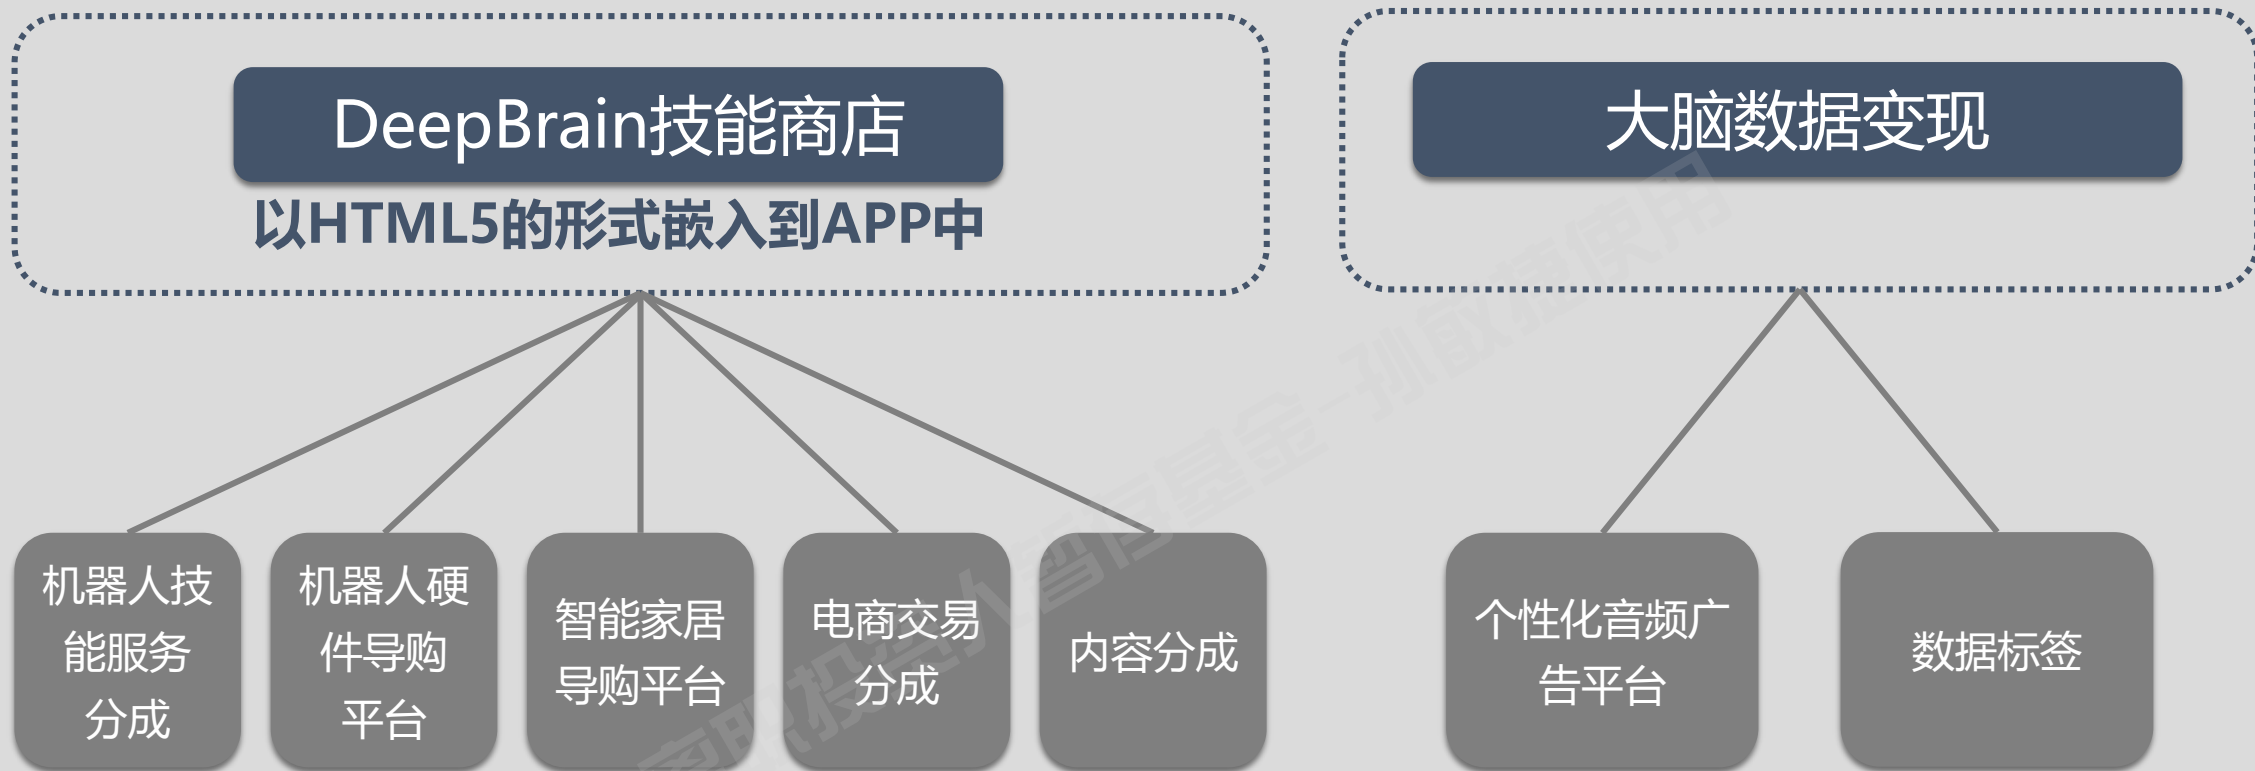 DeepBrain技能商店
以HTML5的形式嵌入到APP中
大脑数据变现
机器人技
能服务
分成
机器人硬
件导购
平台
智能家居
导购平台
电商交易
分成
内容分成
个性化音频广
告平台
数据标签